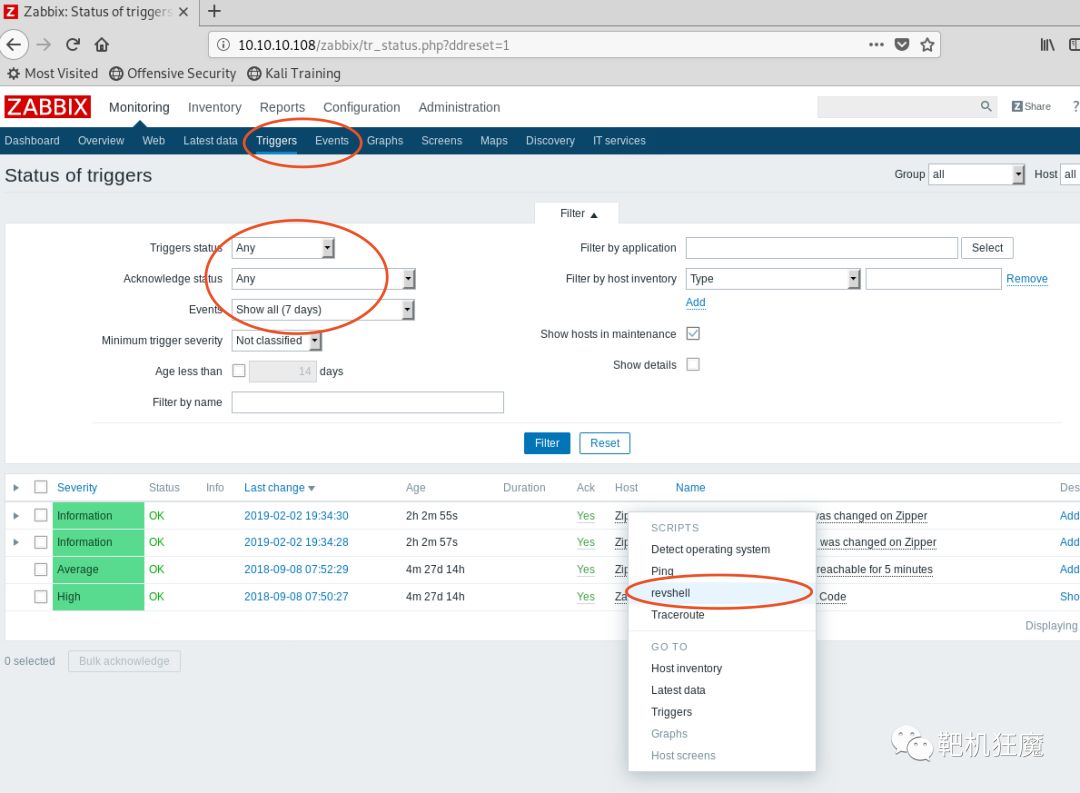 Z Zabbix: Status of triggers
10.10.10.108/zabbix/tr_status.php?ddreset=1
Most Visited Offensive Security Kali Training
ZABBIX Monitoring Inventory Reports Configuration Administration Z Share ?
Dashboard Overview Web Latest data Triggers Events Graphs Screens Maps Discovery IT services
Status of triggers Group all Host all
Filter ▲
Triggers status Any Filter by application Select
Acknowledge status Any Filter by host inventory Type Remove
Add
Events Show all (7 days)
Show hosts in maintenance
Minimum trigger severity Not classified
Show details
Age less than 14 days
Filter by name
Filter Reset
Severity Status Info Last change ▼ Age Duration Ack Host Name Des
Information OK 2019-02-02 19:34:30 2h 2m 55s Yes Zip was changed on Zipper Add
Information OK 2019-02-02 19:34:28 2h 2m 57s Yes Zip was changed on Zipper Add
Average OK 2018-09-08 07:52:29 4m 27d 14h Yes Zip reachable for 5 minutes Add
High OK 2018-09-08 07:50:27 4m 27d 14h Yes Za Code Sho
Displaying
0 selected Bulk acknowledge
SCRIPTS
Detect operating system
Ping
revshell
Traceroute
GO TO
Host inventory
Latest data
Triggers
Graphs
Host screens
靶机狂魔